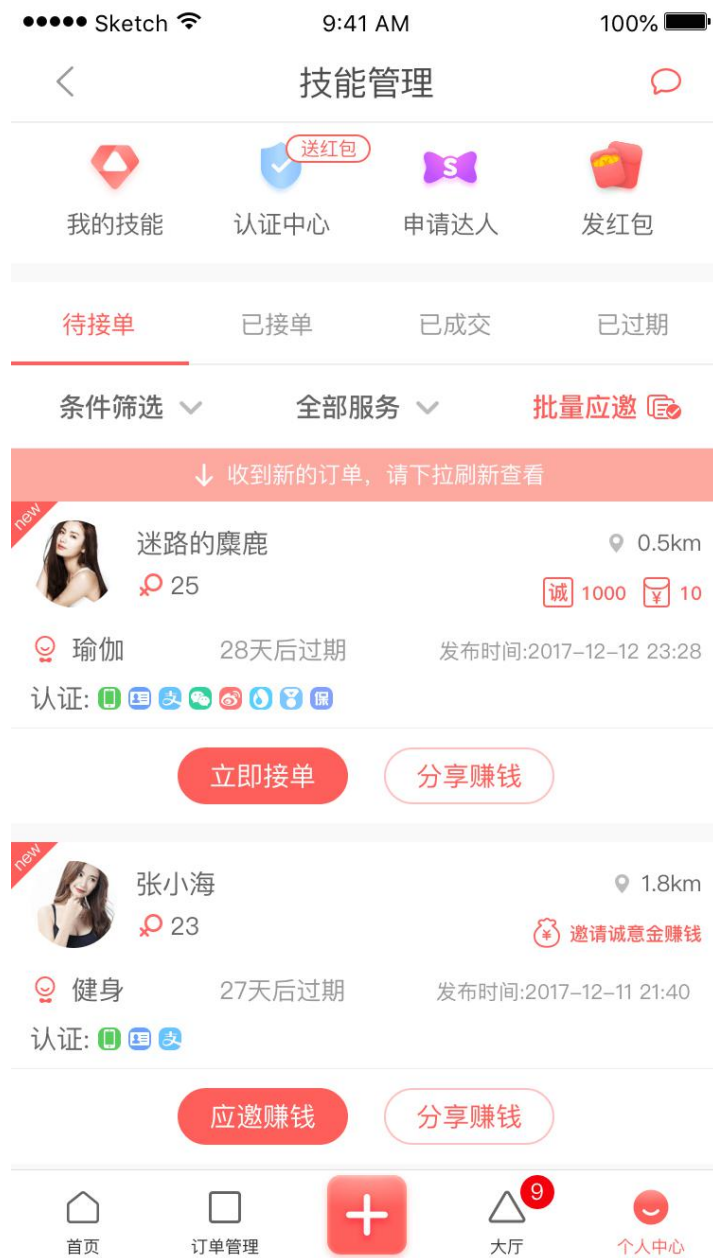 Sketch 9:41 AM 100%
技能管理
送红包
我的技能 认证中心 申请达人 发红包
待接单 已接单 已成交 已过期
条件筛选 全部服务 批量应邀
↓ 收到新的订单，请下拉刷新查看
new
迷路的麋鹿 0.5km
25 诚 1000 ¥ 10
瑜伽 28天后过期 发布时间:2017-12-12 23:28
认证: 支 保
立即接单 分享赚钱
new
张小海 1.8km
23 ¥ 邀请诚意金赚钱
健身 27天后过期 发布时间:2017-12-11 21:40
认证: 支
应邀赚钱 分享赚钱
9
首页 订单管理 大厅 个人中心